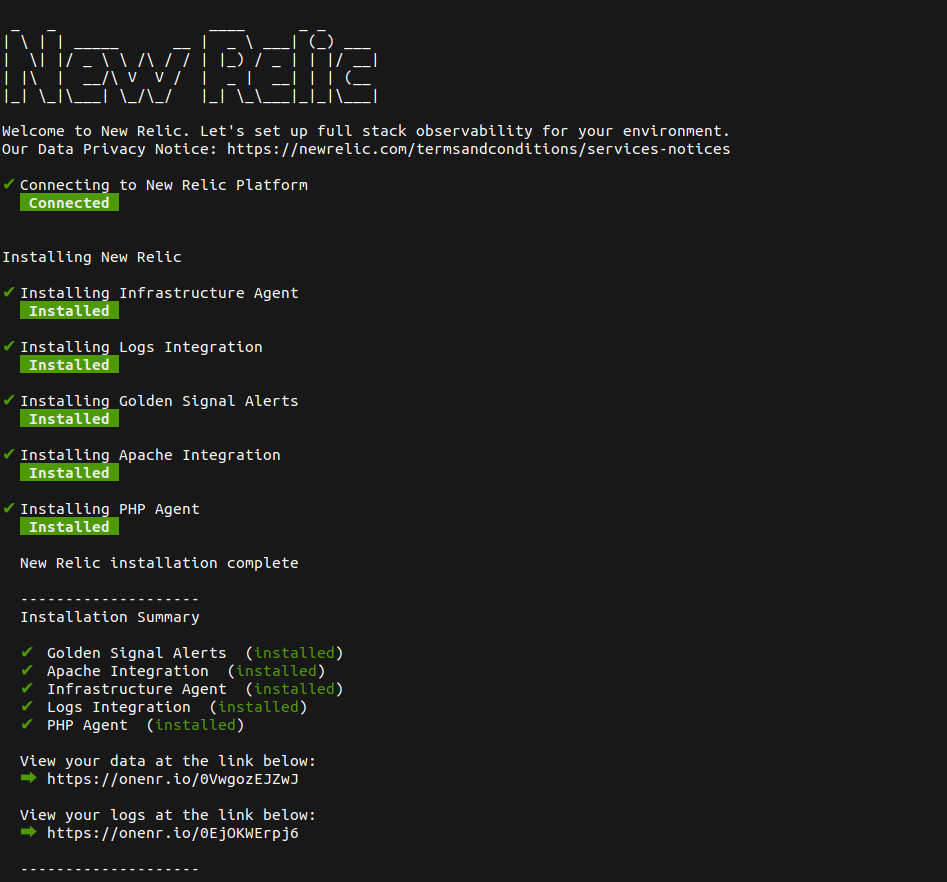 _   _                 ____      _ _
| \ | | _____      __ |  _ \ ___| (_) ___
|  \| |/ _ \ \ /\ / / | |_) / _ \ | |/ __|
| |\  |  __/\ V  V /  |  _ |  __| | | (__
|_| \_|\___| \_/\_/   |_| \_\___|_|_|\___|
Welcome to New Relic. Let's set up full stack observability for your environment.
Our Data Privacy Notice: https://newrelic.com/termsandconditions/services-notices
✔ Connecting to New Relic Platform
Connected
Installing New Relic
✔ Installing Infrastructure Agent
Installed
✔ Installing Logs Integration
Installed
✔ Installing Golden Signal Alerts
Installed
✔ Installing Apache Integration
Installed
✔ Installing PHP Agent
Installed
New Relic installation complete
--------------------
Installation Summary
✔ Golden Signal Alerts (installed)
✔ Apache Integration (installed)
✔ Infrastructure Agent (installed)
✔ Logs Integration (installed)
✔ PHP Agent (installed)
View your data at the link below:
➡ https://onenr.io/0VwgozEJZwJ
View your logs at the link below:
➡ https://onenr.io/0EjOKWErpj6
--------------------